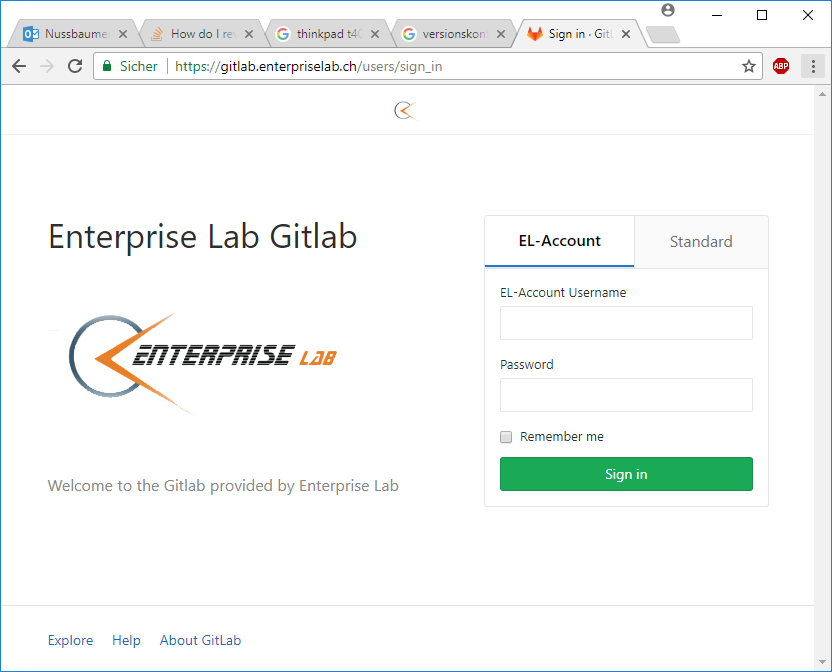 Nussbaume
How do I re
thinkpad t40
versionskon
Sign in · Gitl
Sicher
https://gitlab.enterpriselab.ch/users/sign_in
ABP
Enterprise Lab Gitlab
EL-Account
Standard
EL-Account Username
ENTERPRISE LAB
Password
Remember me
Sign in
Welcome to the Gitlab provided by Enterprise Lab
Explore
Help
About GitLab